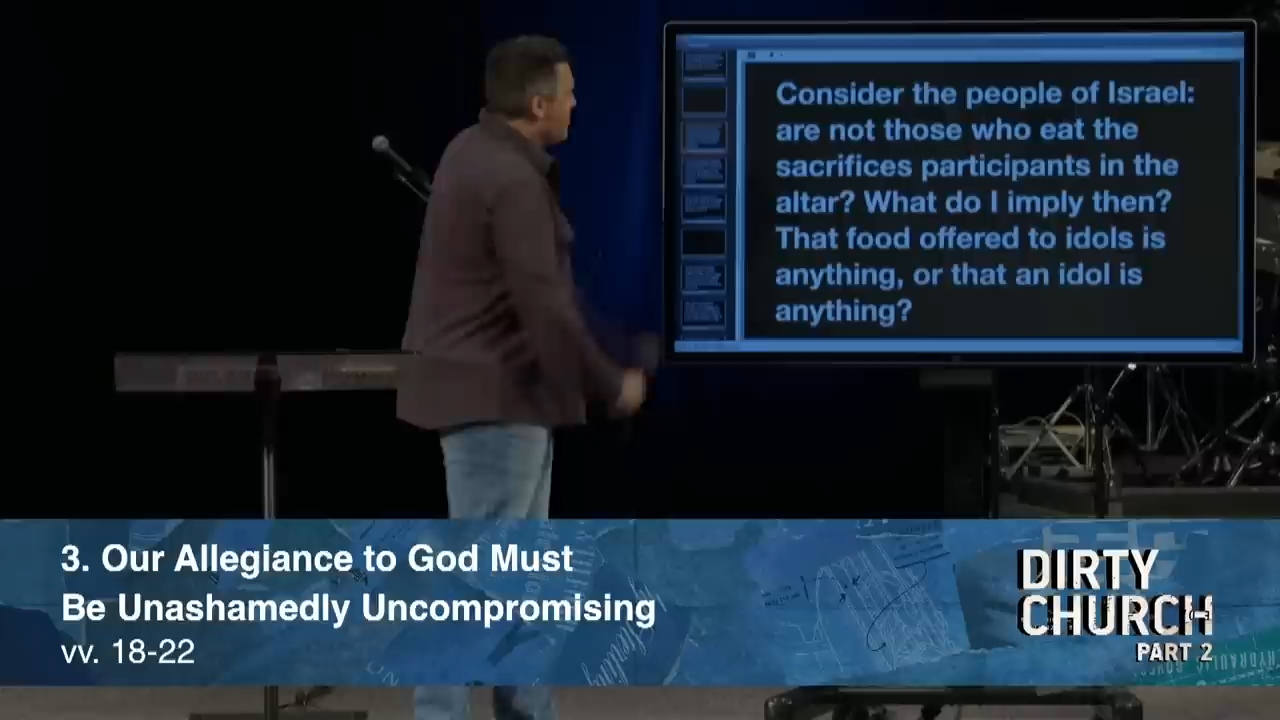 Consider the people of Israel:
are not those who eat the
sacrifices participants in the
altar? What do I imply then?
That food offered to idols is
anything, or that an idol is
anything?
3. Our Allegiance to God Must
Be Unashamedly Uncompromising
vv. 18-22
DIRTY
CHURCH
PART 2